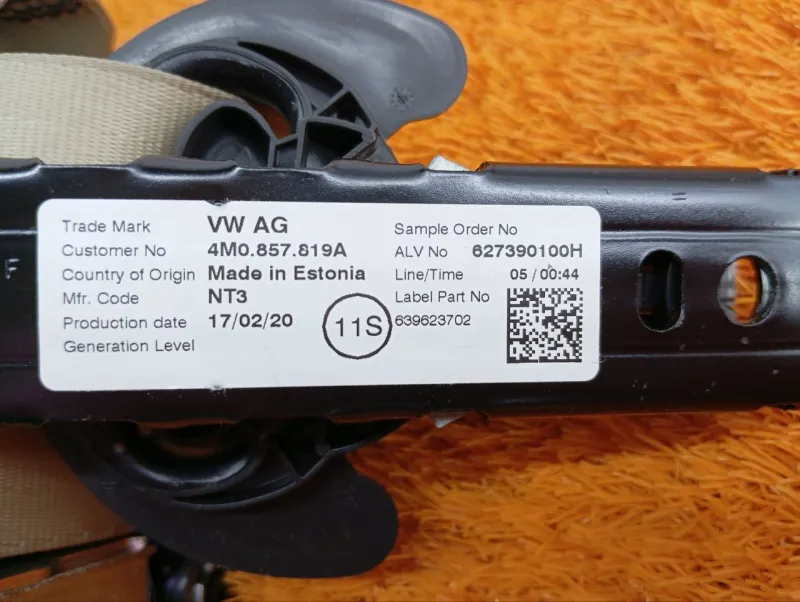 F
Trade Mark VW AG
Customer No 4M0.857.819A
Country of Origin Made in Estonia
Mfr. Code NT3
Production date 17/02/20
Generation Level
11S
Sample Order No
ALV No 627390100H
Line/Time 05 / 00:44
Label Part No
639623702